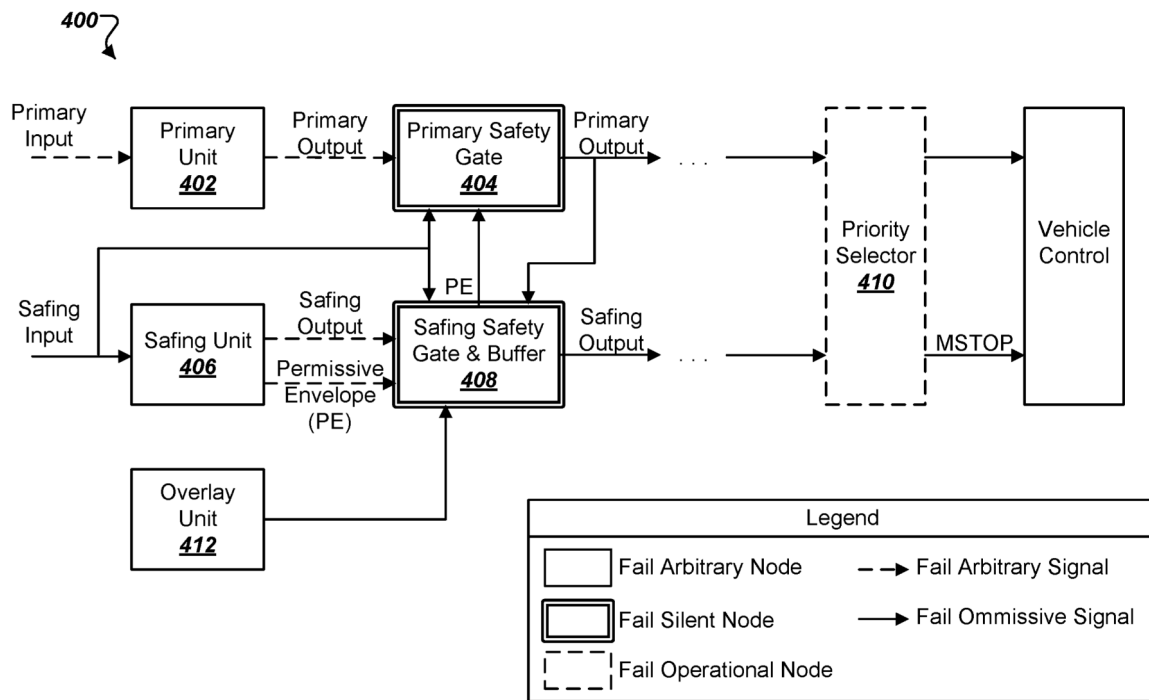 400
Primary
Input
Primary
Unit
402
Primary
Output
Primary Safety
Gate
404
Primary
Output
. . .
Priority
Selector
410
Vehicle
Control
PE
Safing
Input
Safing Unit
406
Safing
Output
Permissive
Envelope
(PE)
Safing Safety
Gate & Buffer
408
Safing
Output
. . .
MSTOP
Overlay
Unit
412
Legend
Fail Arbitrary Node
Fail Arbitrary Signal
Fail Silent Node
Fail Ommissive Signal
Fail Operational Node